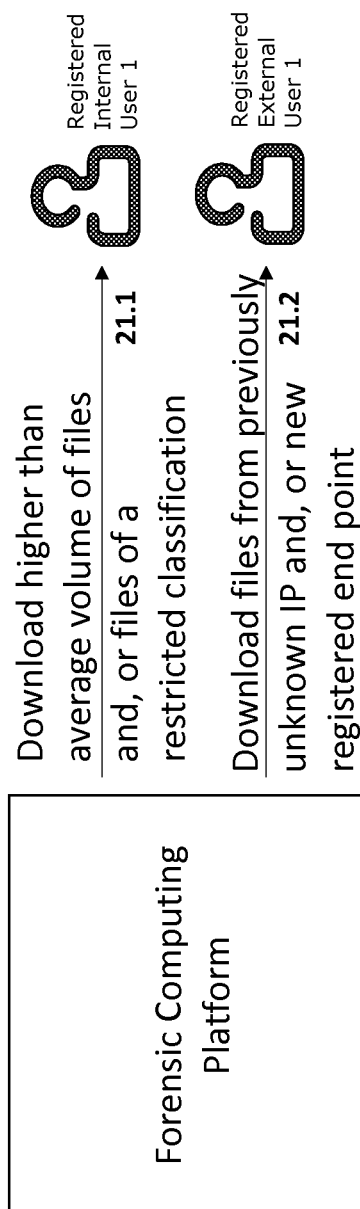 Forensic Computing
Platform
Download higher than
average volume of files
and, or files of a
restricted classification
21.1
Registered
Internal
User 1
Download files from previously
unknown IP and, or new
registered end point
21.2
Registered
External
User 1